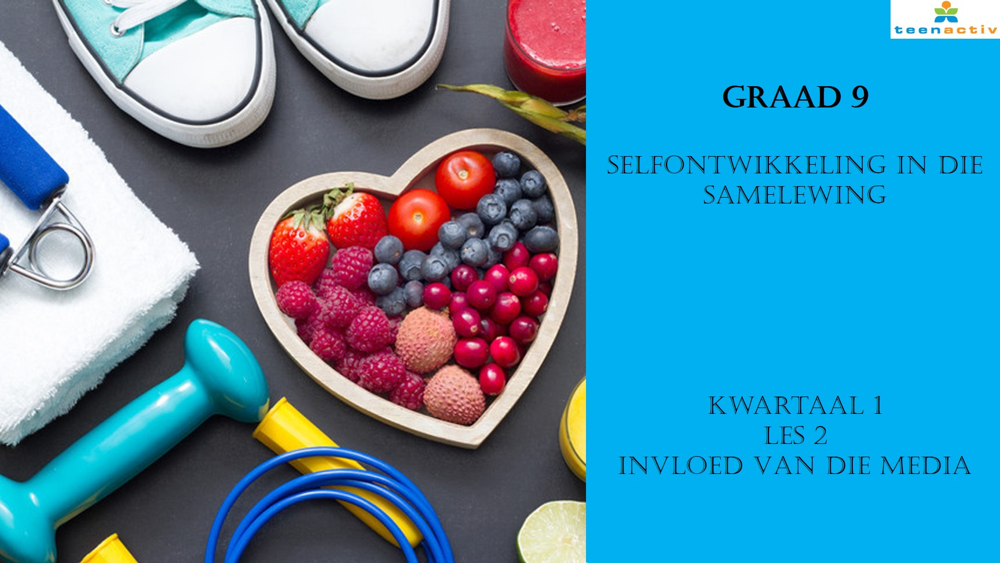 teenactiv
GRAAD 9
SELFONTWIKKELING IN DIE
SAMELEWING
KWARTAAL 1
LES 2
INVLOED VAN DIE MEDIA